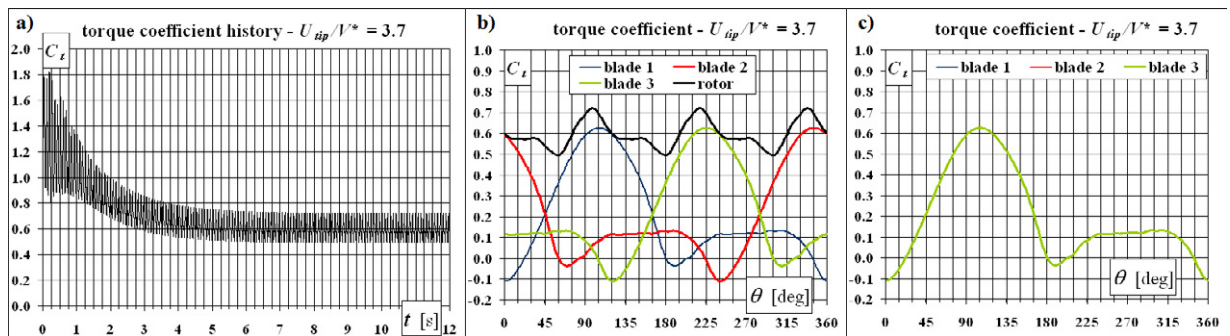 a)
torque coefficient history - U_tip/V* = 3.7
C_t
2.0
1.8
1.6
1.4
1.2
1.0
0.8
0.6
0.4
0.2
0.0
0 1 2 3 4 5 6 7 8 9 10 11 12
t [s]
b)
torque coefficient - U_tip/V* = 3.7
C_t
blade 1 blade 2
blade 3 rotor
1.0
0.9
0.8
0.7
0.6
0.5
0.4
0.3
0.2
0.1
0.0
-0.1
-0.2
θ [deg]
0 45 90 135 180 225 270 315 360
c)
torque coefficient - U_tip/V* = 3.7
C_t
blade 1 blade 2 blade 3
1.0
0.9
0.8
0.7
0.6
0.5
0.4
0.3
0.2
0.1
0.0
-0.1
-0.2
θ [deg]
0 45 90 135 180 225 270 315 360